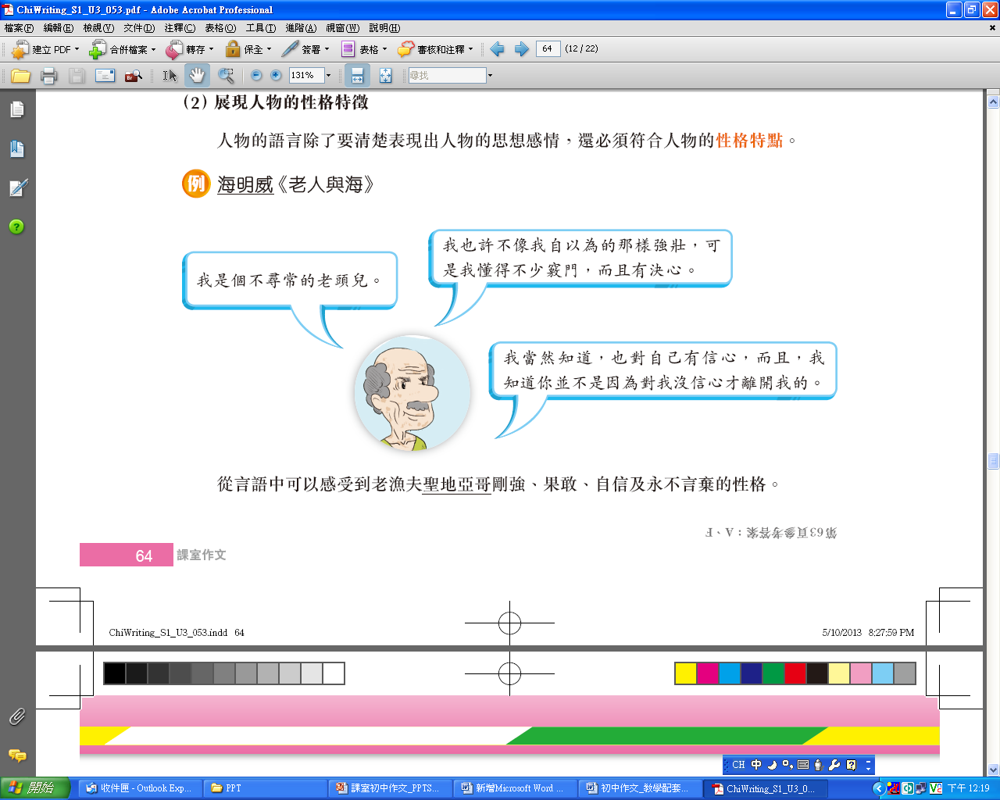 ChiWriting_S1_U3_053.pdf - Adobe Acrobat Professional
檔案(F) 編輯(E) 檢視(V) 文件(D) 注釋(C) 表格(O) 工具(T) 進階(A) 視窗(W) 說明(H)
建立 PDF 合併檔案 轉存 保全 簽署 表格 審核和注釋 64 (12 / 22)
131% 尋找
(2) 展現人物的性格特徵
人物的語言除了要清楚表現出人物的思想感情，還必須符合人物的性格特點。
例 海明威《老人與海》
我是個不尋常的老頭兒。
我也許不像我自以為的那樣強壯，可
是我懂得不少竅門，而且有決心。
我當然知道，也對自己有信心，而且，我
知道你並不是因為對我沒信心才離開我的。
從言語中可以感受到老漁夫聖地亞哥剛強、果敢、自信及永不言棄的性格。
第63頁參考答案：A、F
64 課室作文
ChiWriting_S1_U3_053.indd 64
5/10/2013 8:27:59 PM
CH 中
開始 收件匣 - Outlook Exp... PPT 課室初中作文_PPTS... 新增Microsoft Word ... 初中作文_教學配套... ChiWriting_S1_U3_0... 下午 12:19